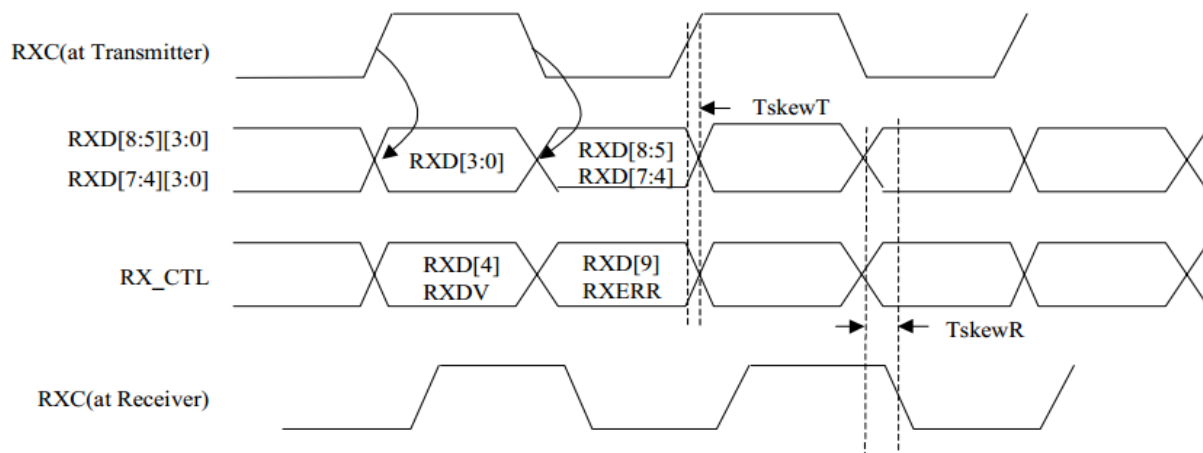 RXC(at Transmitter)
TskewT
RXD[8:5][3:0]
RXD[7:4][3:0]
RXD[3:0]
RXD[8:5]
RXD[7:4]
RX_CTL
RXD[4]
RXDV
RXD[9]
RXERR
TskewR
RXC(at Receiver)